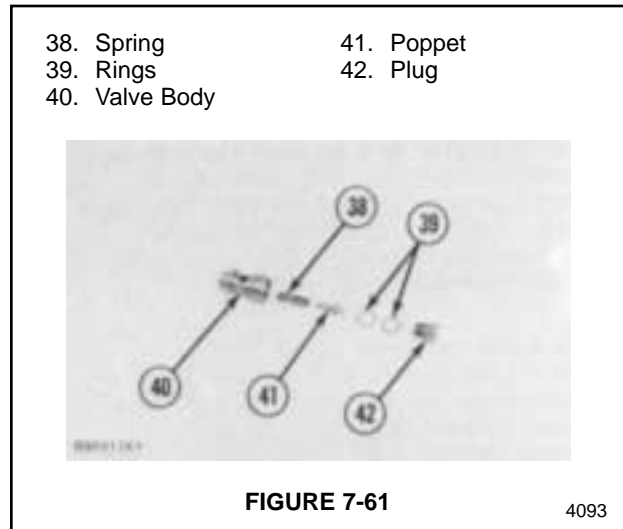 38. Spring
39. Rings
40. Valve Body
41. Poppet
42. Plug
38
39
40
41
42
FIGURE 7-61
4093